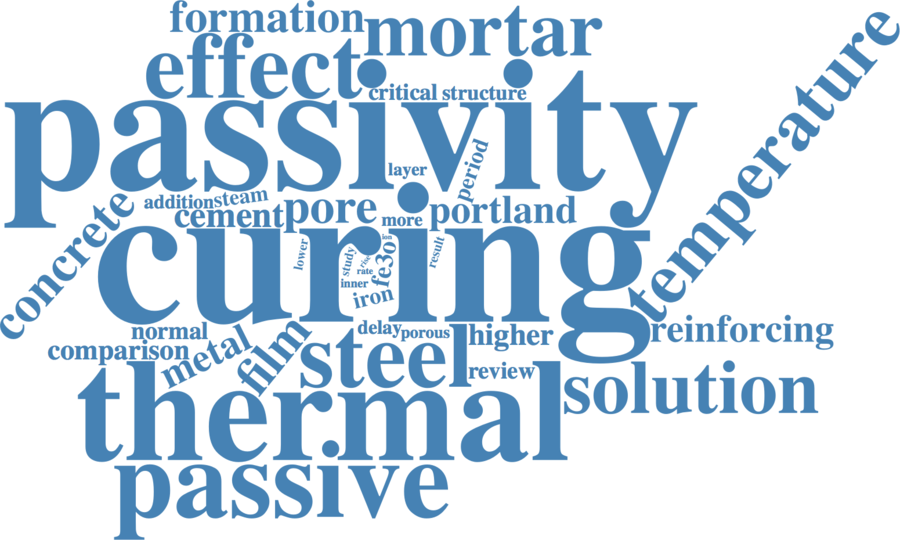 formation
mortar
effect
temperature
critical
structure
passivity
layer
period
addition
steam
concrete
cement
pore
more
portland
curing
lower
study
rise
rate
ion
fe3o
result
inner
iron
normal
delay
porous
higher
reinforcing
comparison
metal
film
steel
review
thermal
solution
passive